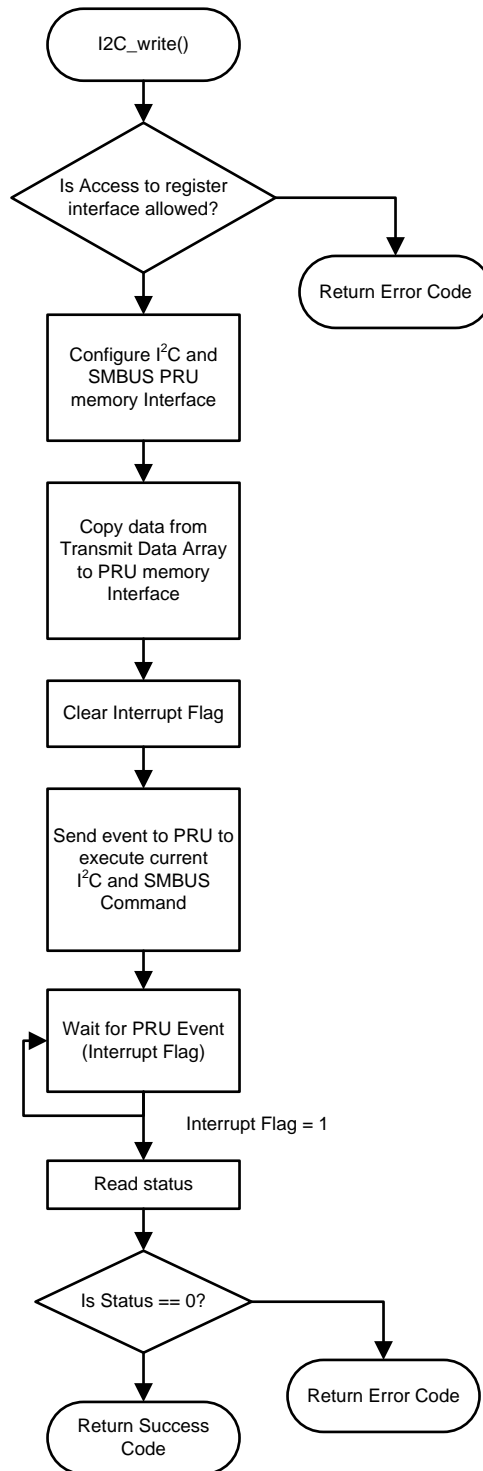 I2C_write()
Is Access to register
interface allowed?
Return Error Code
Configure I²C and
SMBUS PRU
memory Interface
Copy data from
Transmit Data Array
to PRU memory
Interface
Clear Interrupt Flag
Send event to PRU to
execute current
I²C and SMBUS
Command
Wait for PRU Event
(Interrupt Flag)
Interrupt Flag = 1
Read status
Is Status == 0?
Return Error Code
Return Success
Code